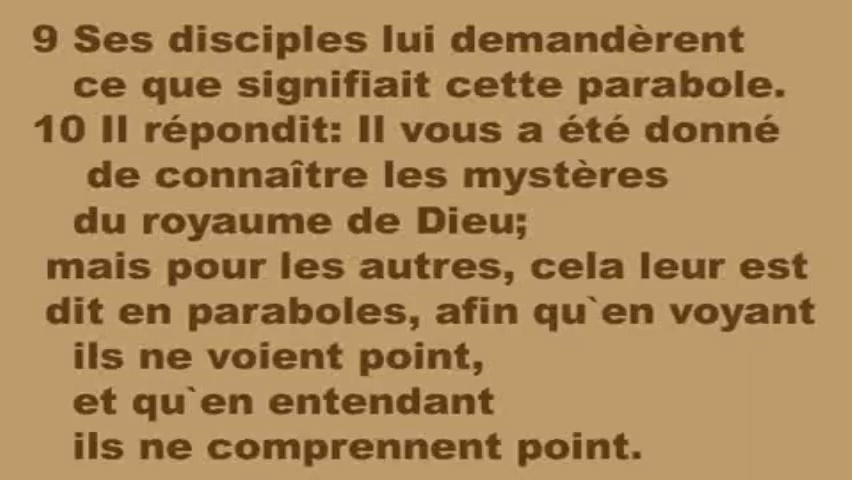 9 Ses disciples lui demandèrent
ce que signifiait cette parabole.
10 Il répondit: Il vous a été donné
de connaître les mystères
du royaume de Dieu;
mais pour les autres, cela leur est
dit en paraboles, afin qu`en voyant
ils ne voient point,
et qu`en entendant
ils ne comprennent point.